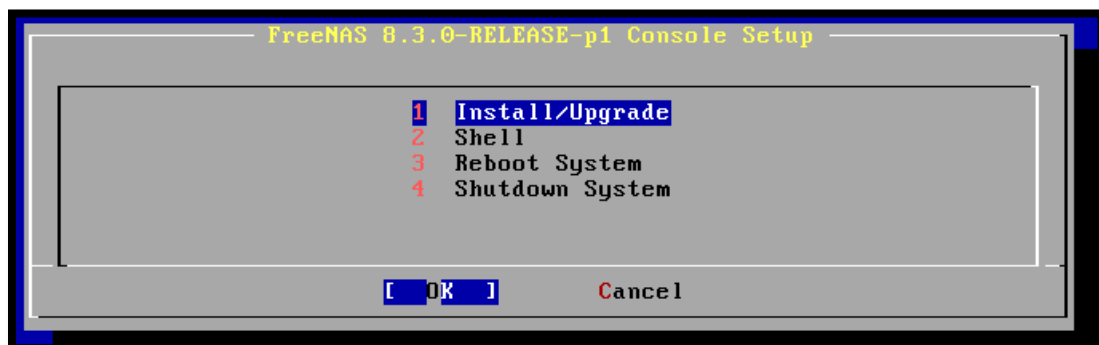 FreeNAS 8.3.0-RELEASE-p1 Console Setup
1 Install/Upgrade
2 Shell
3 Reboot System
4 Shutdown System
[ OK ] Cancel